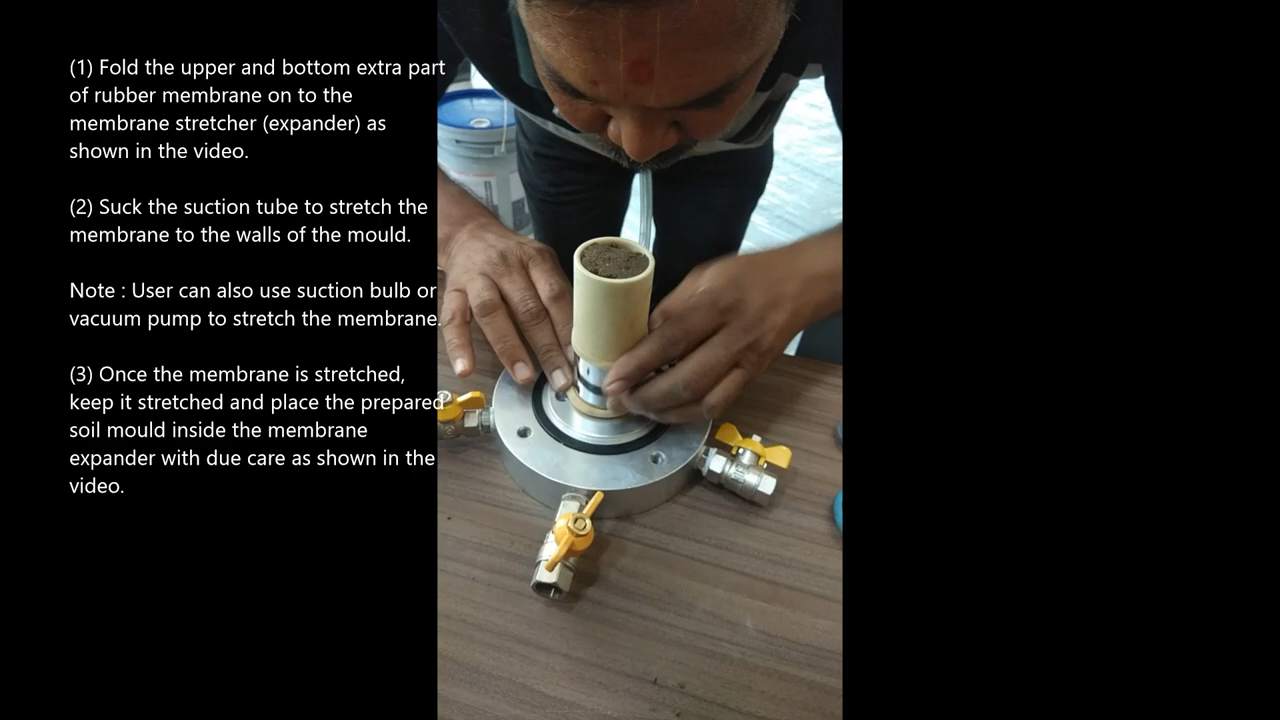 (1) Fold the upper and bottom extra part
of rubber membrane on to the
membrane stretcher (expander) as
shown in the video.
(2) Suck the suction tube to stretch the
membrane to the walls of the mould.
Note : User can also use suction bulb or
vacuum pump to stretch the membrane.
(3) Once the membrane is stretched,
keep it stretched and place the prepared
soil mould inside the membrane
expander with due care as shown in the
video.